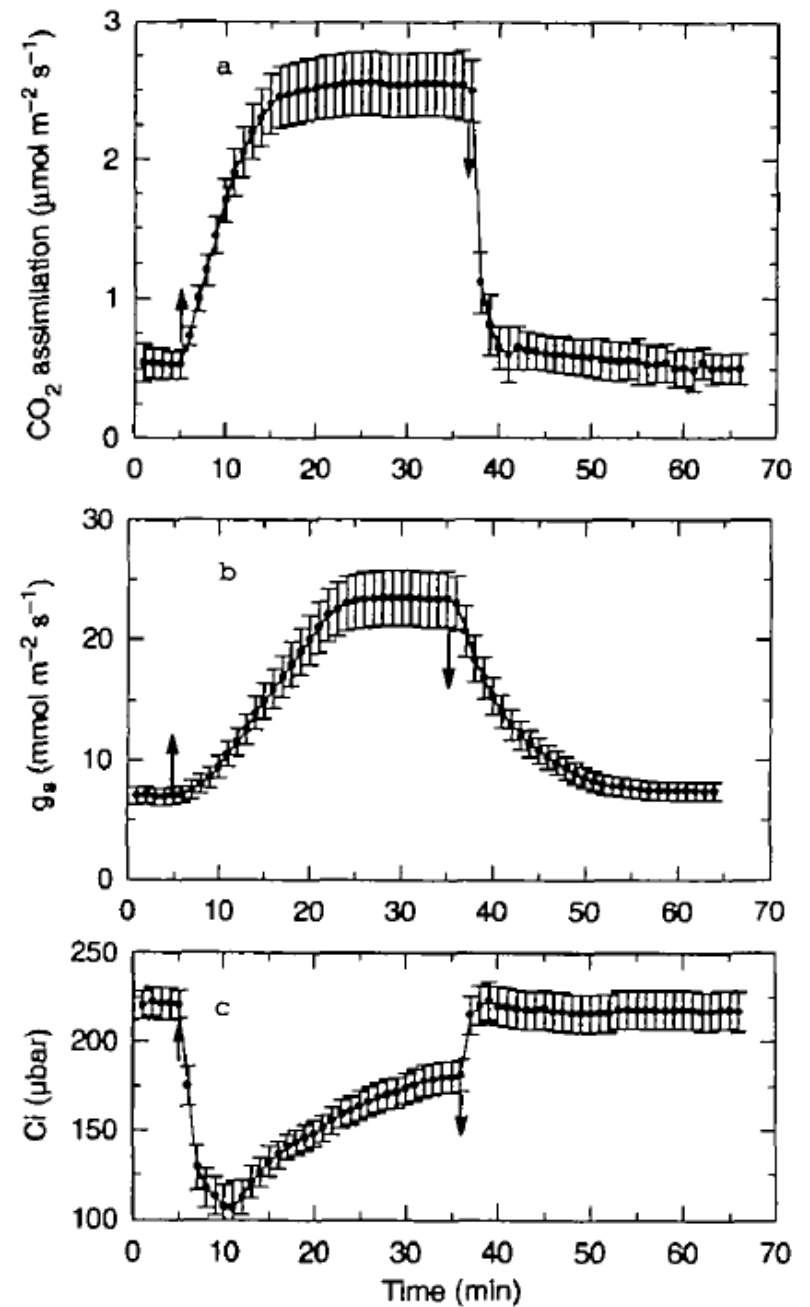 3
2
1
0
a
CO₂ assimilation (μmol m⁻² s⁻¹)
0 10 20 30 40 50 60 70
30
20
10
0
b
gₛ (mmol m⁻² s⁻¹)
0 10 20 30 40 50 60 70
250
200
150
100
c
Ci (μbar)
0 10 20 30 40 50 60 70
Time (min)